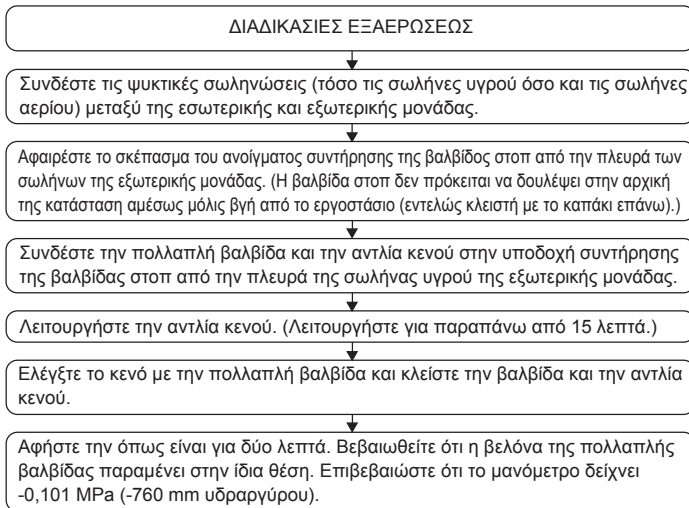 ΔΙΑΔΙΚΑΣΙΕΣ ΕΞΑΕΡΩΣΕΩΣ
Συνδέστε τις ψυκτικές σωληνώσεις (τόσο τις σωλήνες υγρού όσο και τις σωλήνες
αερίου) μεταξύ της εσωτερικής και εξωτερικής μονάδας.
Αφαιρέστε το σκέπασμα του ανοίγματος συντήρησης της βαλβίδος στοπ από την πλευρά των
σωλήνων της εξωτερικής μονάδας. (Η βαλβίδα στοπ δεν πρόκειται να δουλέψει στην αρχική
της κατάσταση αμέσως μόλις βγή από το εργοστάσιο (εντελώς κλειστή με το καπάκι επάνω).)
Συνδέστε την πολλαπλή βαλβίδα και την αντλία κενού στην υποδοχή συντήρησης
της βαλβίδας στοπ από την πλευρά της σωλήνας υγρού της εξωτερικής μονάδας.
Λειτουργήστε την αντλία κενού. (Λειτουργήστε για παραπάνω από 15 λεπτά.)
Ελέγξτε το κενό με την πολλαπλή βαλβίδα και κλείστε την βαλβίδα και την αντλία
κενού.
Αφήστε την όπως είναι για δύο λεπτά. Βεβαιωθείτε ότι η βελόνα της πολλαπλής
βαλβίδας παραμένει στην ίδια θέση. Επιβεβαιώστε ότι το μανόμετρο δείχνει
-0,101 MPa (-760 mm υδραργύρου).